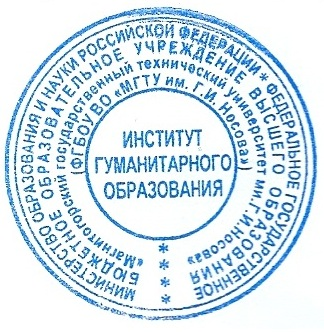 МИНИСТЕРСТВО ОБРАЗОВАНИЯ И НАУКИ РОССИЙСКОЙ ФЕДЕРАЦИИ * ФЕДЕРАЛЬНОЕ ГОСУДАРСТВЕННОЕ
БЮДЖЕТНОЕ ОБРАЗОВАТЕЛЬНОЕ УЧРЕЖДЕНИЕ ВЫСШЕГО ОБРАЗОВАНИЯ
«Магнитогорский государственный технический университет им. Г.И. Носова»
(ФГБОУ ВО «МГТУ им. Г.И. Носова»)
ИНСТИТУТ
ГУМАНИТАРНОГО
ОБРАЗОВАНИЯ
* * * *